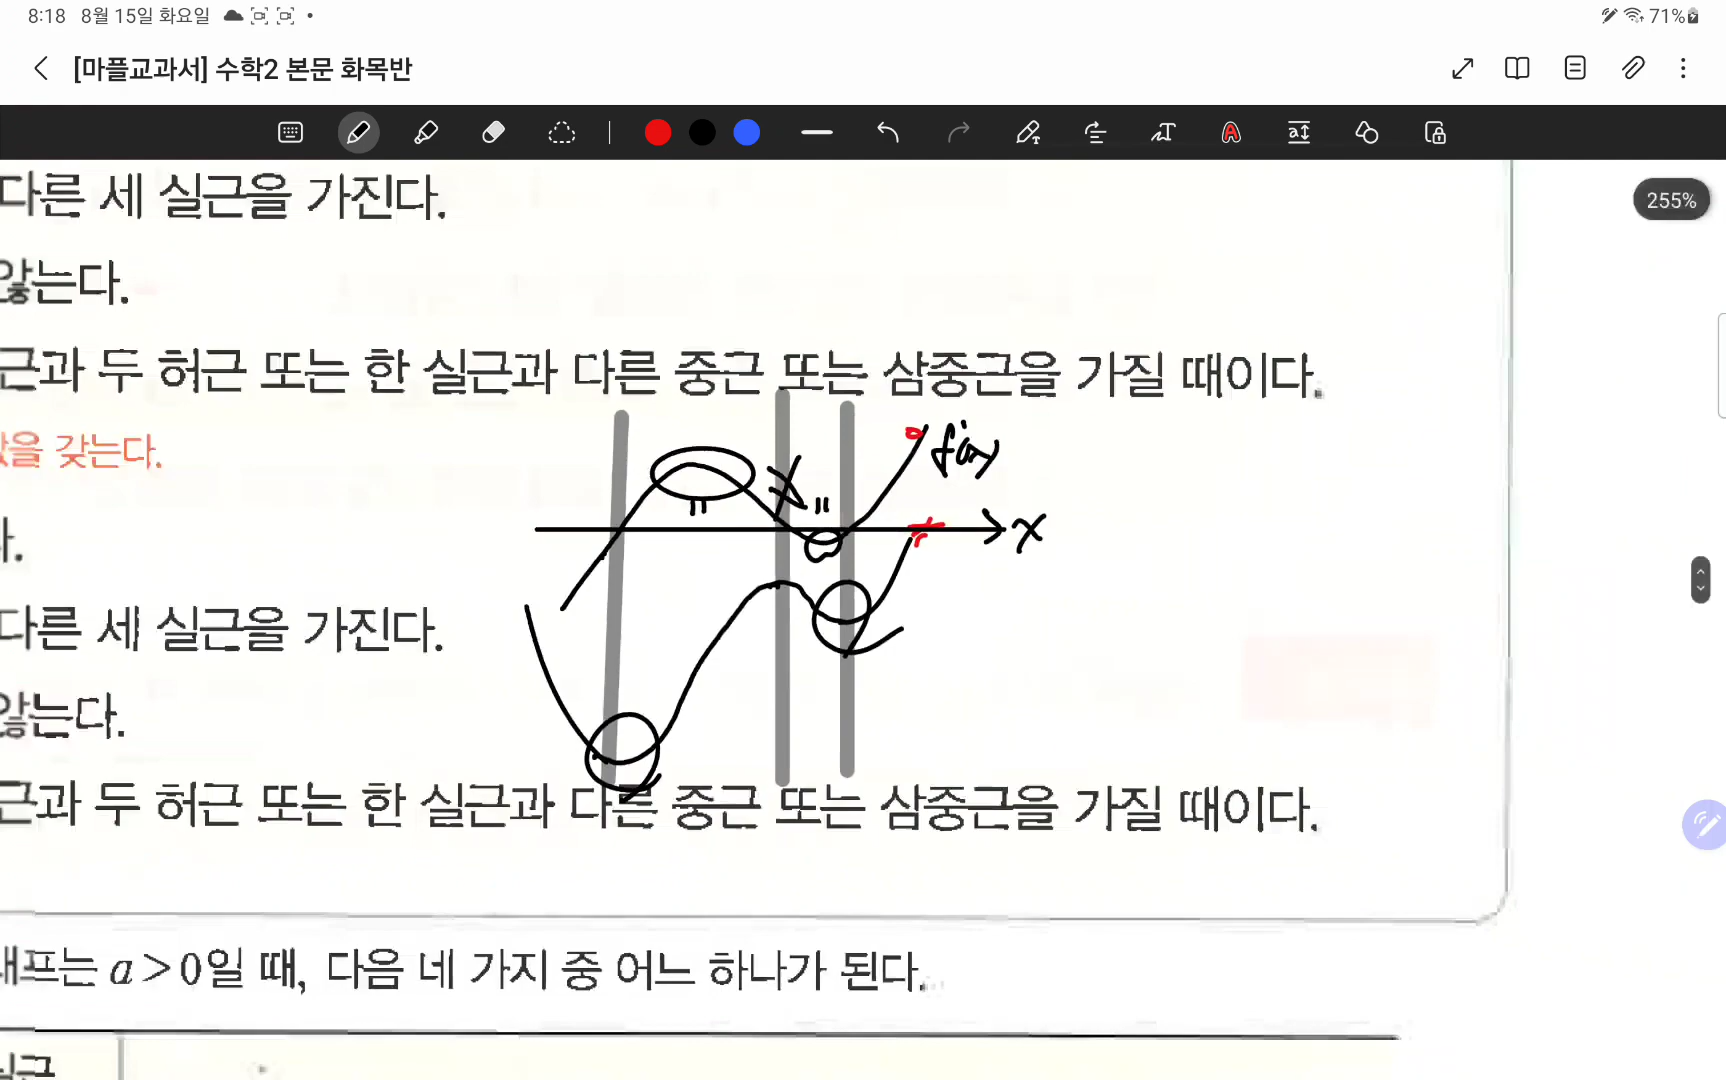 8:18 8월 15일 화요일 71%
[마플교과서] 수학2 본문 화목반
255%
다른 세 실근을 가진다.
않는다.
근과 두 허근 또는 한 실근과 다른 중근 또는 삼중근을 가질 때이다.
값을 갖는다.
f'(x)
x
다.
다른 세 실근을 가진다.
않는다.
근과 두 허근 또는 한 실근과 다른 중근 또는 삼중근을 가질 때이다.
래프는 a>0일 때, 다음 네 가지 중 어느 하나가 된다.
실근